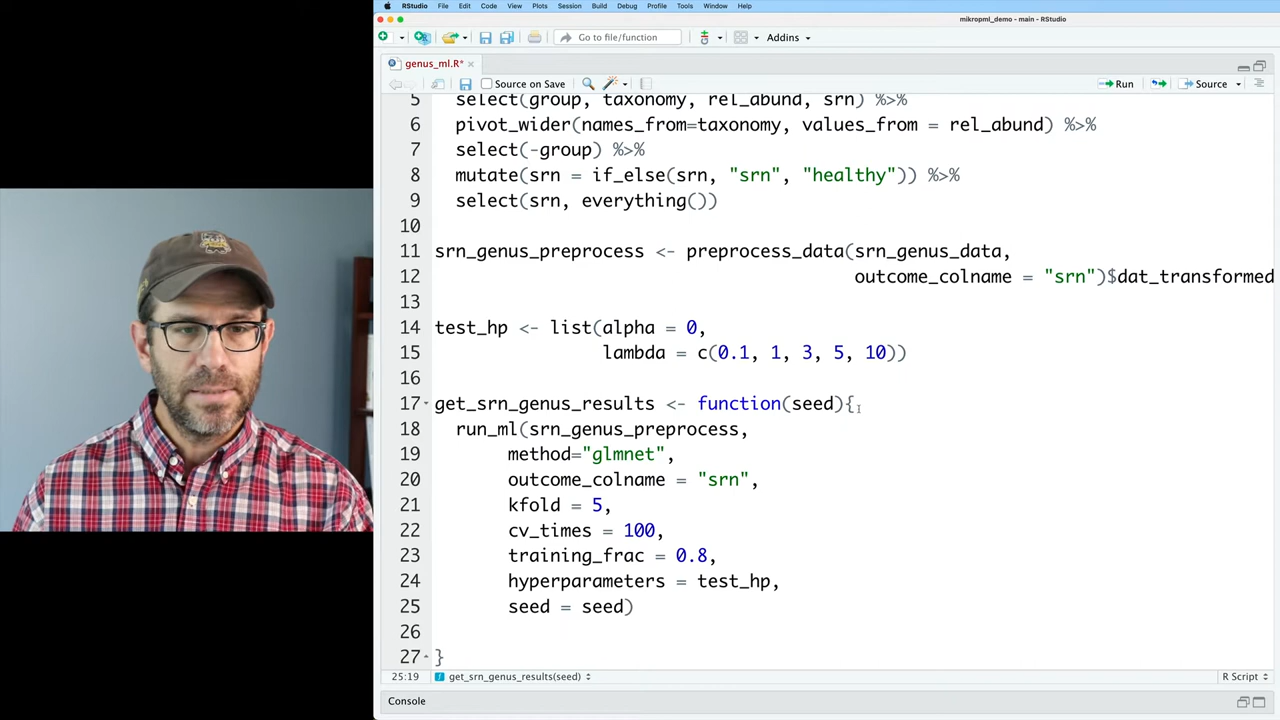 RStudio File Edit Code View Plots Session Build Debug Profile Tools Window Help
mikropml_demo - main - RStudio
Go to file/function Addins
genus_ml.R*
Source on Save Run Source
5 select(group, taxonomy, rel_abund, srn) %>%
6 pivot_wider(names_from=taxonomy, values_from = rel_abund) %>%
7 select(-group) %>%
8 mutate(srn = if_else(srn, "srn", "healthy")) %>%
9 select(srn, everything())
10
11 srn_genus_preprocess <- preprocess_data(srn_genus_data,
12 outcome_colname = "srn")$dat_transformed
13
14 test_hp <- list(alpha = 0,
15 lambda = c(0.1, 1, 3, 5, 10))
16
17 get_srn_genus_results <- function(seed){
18 run_ml(srn_genus_preprocess,
19 method="glmnet",
20 outcome_colname = "srn",
21 kfold = 5,
22 cv_times = 100,
23 training_frac = 0.8,
24 hyperparameters = test_hp,
25 seed = seed)
26
27 }
25:19 get_srn_genus_results(seed) R Script
Console